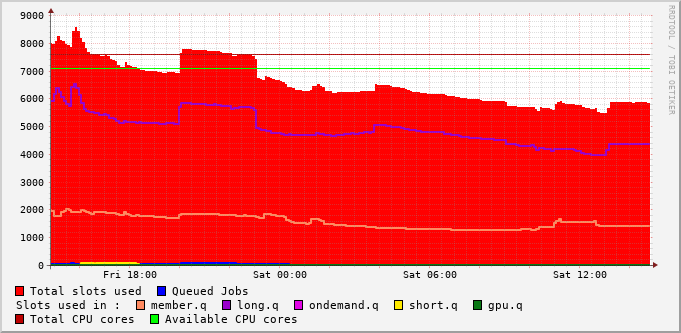 9000
8000
7000
6000
5000
4000
3000
2000
1000
0
Fri 18:00 Sat 00:00 Sat 06:00 Sat 12:00
RRDTOOL / TOBI OETIKER
Total slots used Queued Jobs
Slots used in : member.q long.q ondemand.q short.q gpu.q
Total CPU cores Available CPU cores